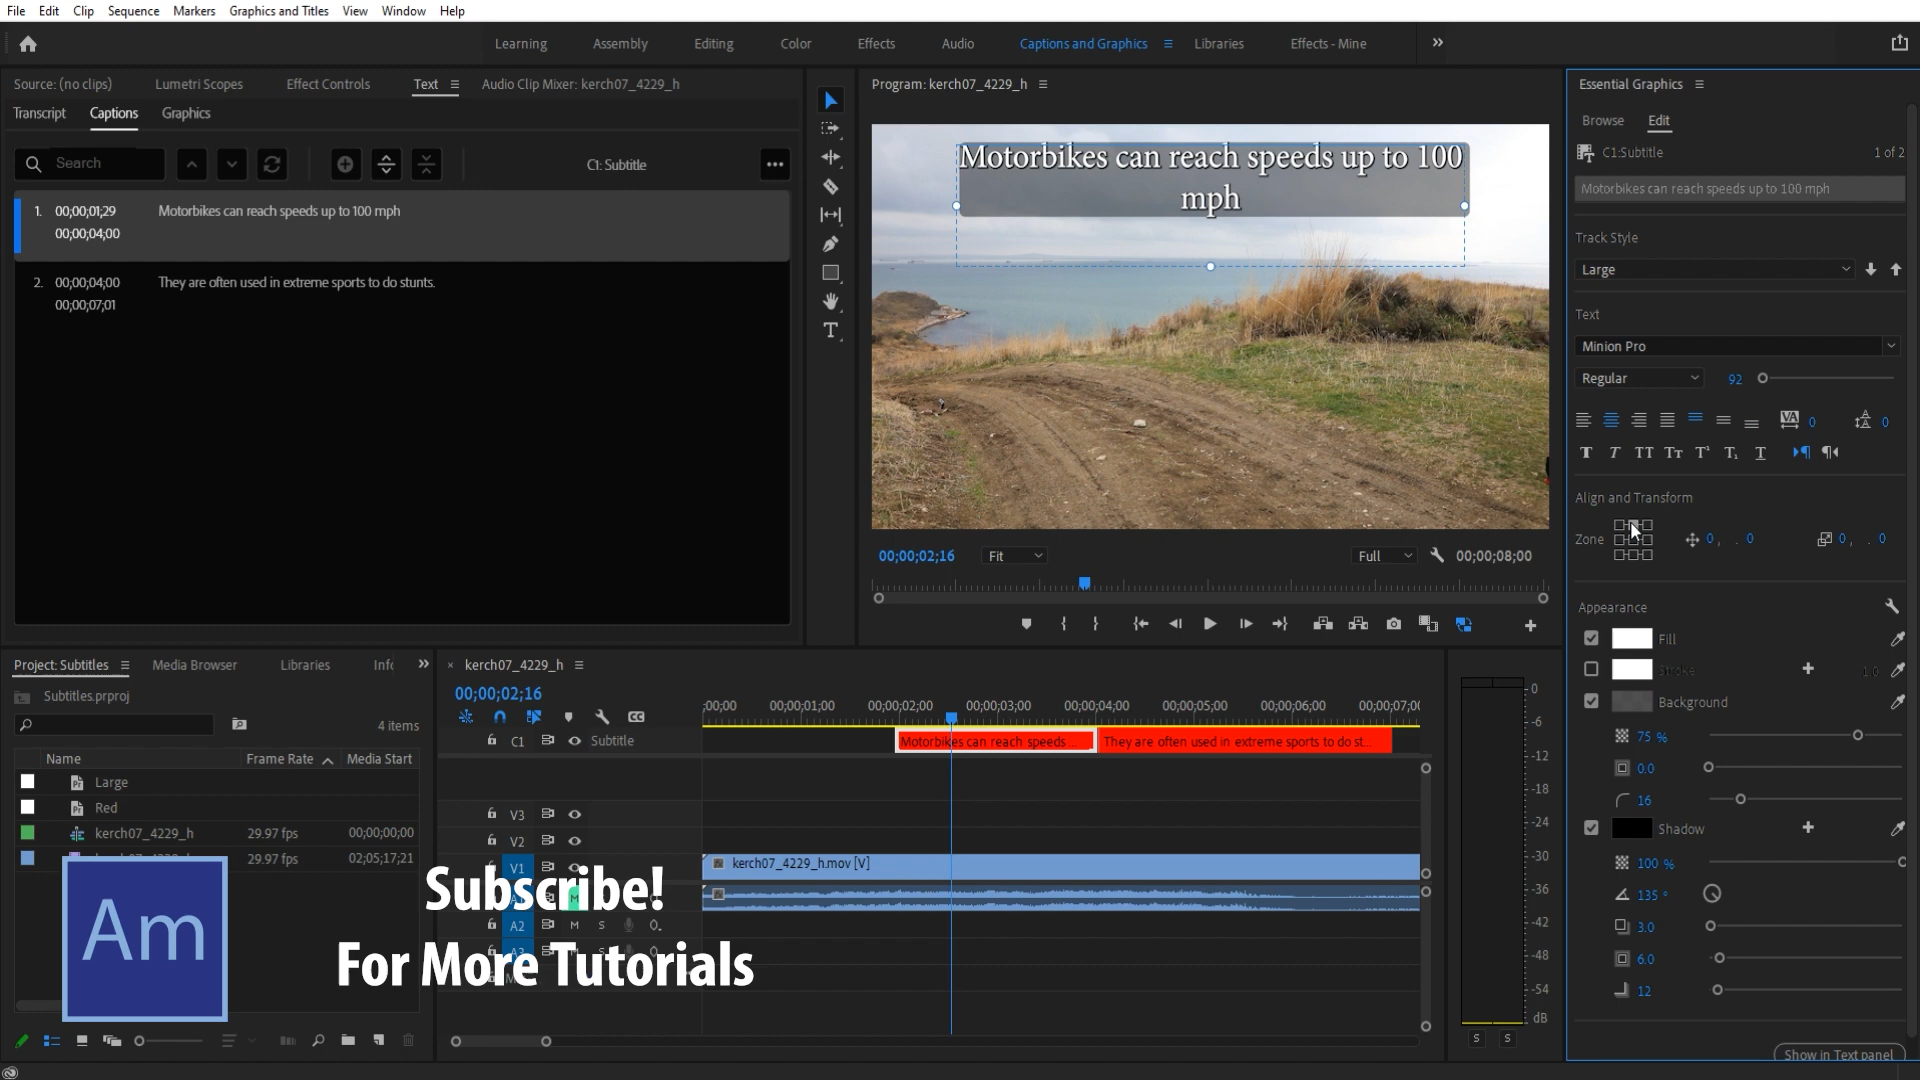 File Edit Clip Sequence Markers Graphics and Titles View Window Help
Learning Assembly Editing Color Effects Audio Captions and Graphics Libraries Effects - Mine
Source: (no clips) Lumetri Scopes Effect Controls Text Audio Clip Mixer: kerch07_4229_h
Transcript Captions Graphics
Search C1: Subtitle
1. 00;00;01;29 Motorbikes can reach speeds up to 100 mph
00;00;04;00
2. 00;00;04;00 They are often used in extreme sports to do stunts.
00;00;07;01
Program: kerch07_4229_h
Motorbikes can reach speeds up to 100
mph
00;00;02;16 Fit Full 00;00;08;00
Essential Graphics
Browse Edit
C1:Subtitle 1 of 2
Motorbikes can reach speeds up to 100 mph
Track Style
Large
Text
Minion Pro
Regular 92
0 0
Align and Transform
Zone 0, . 0 0, . 0
Appearance
Fill
Stroke 1.0
Background
75 %
0.0
16
Shadow
100 %
135 °
3.0
6.0
12
Show in Text panel
Project: Subtitles Media Browser Libraries Info
Subtitles.prproj
4 items
Name Frame Rate Media Start
Large
Red
kerch07_4229_h 29.97 fps 00;00;00;00
29.97 fps 02;05;17;21
kerch07_4229_h
00;00;02;16
:00;00 00;00;01;00 00;00;02;00 00;00;03;00 00;00;04;00 00;00;05;00 00;00;06;00 00;00;07;00
C1 Subtitle Motorbikes can reach speeds ... They are often used in extreme sports to do st...
V3
V2
V1 kerch07_4229_h.mov [V]
M
A2 M S
A3 S
0
-6
-12
-18
-24
-30
-36
-42
-48
-54
dB
S S
Am
Subscribe!
For More Tutorials